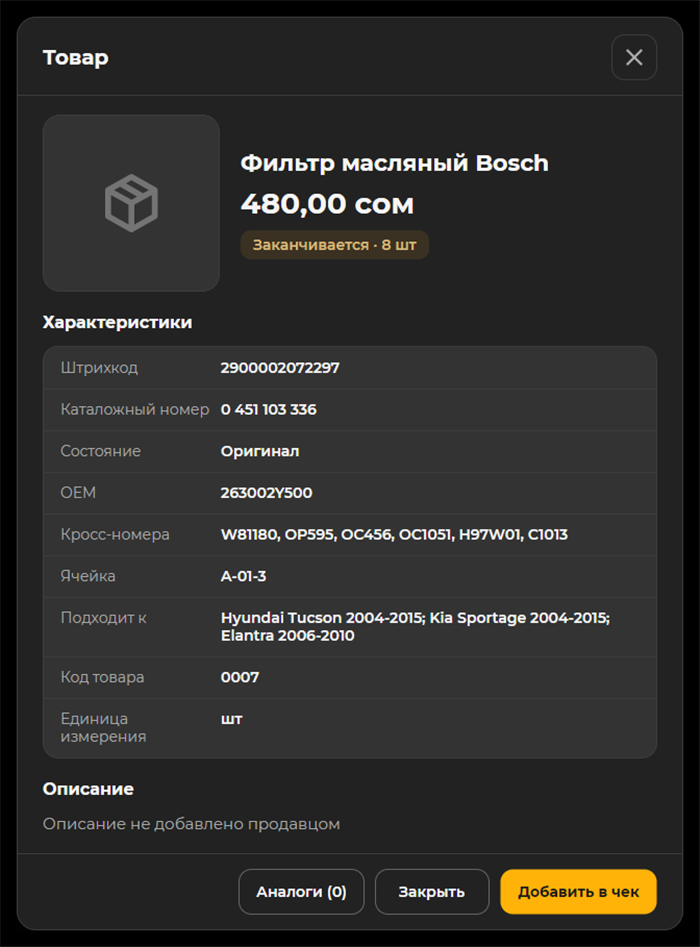 Товар
Фильтр масляный Bosch
480,00 сом
Заканчивается · 8 шт
Характеристики
Штрихкод 2900002072297
Каталожный номер 0 451 103 336
Состояние Оригинал
OEM 263002Y500
Кросс-номера W81180, OP595, OC456, OC1051, H97W01, C1013
Ячейка A-01-3
Подходит к Hyundai Tucson 2004-2015; Kia Sportage 2004-2015;
Elantra 2006-2010
Код товара 0007
Единица шт
измерения
Описание
Описание не добавлено продавцом
Аналоги (0) Закрыть Добавить в чек